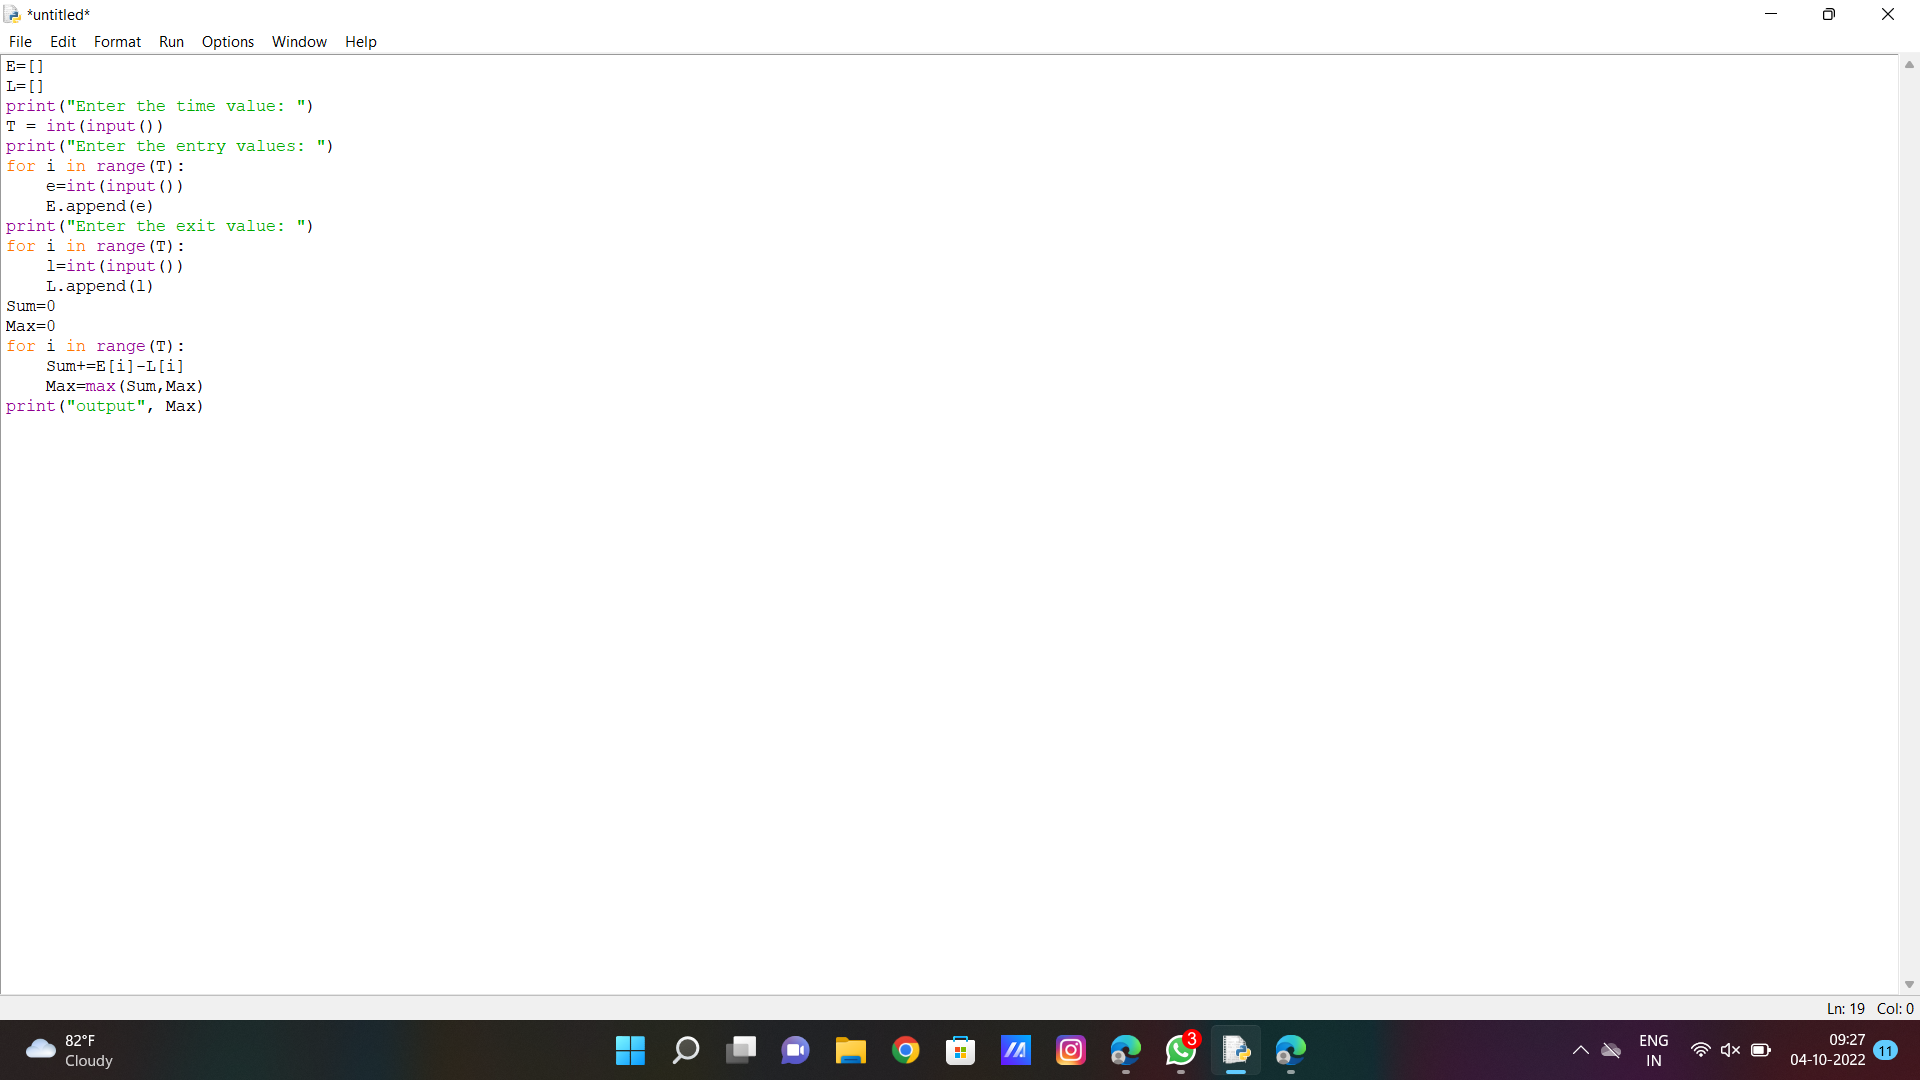 *untitled*
File Edit Format Run Options Window Help
E=[]
L=[]
print("Enter the time value: ")
T = int(input())
print("Enter the entry values: ")
for i in range(T):
    e=int(input())
    E.append(e)
print("Enter the exit value: ")
for i in range(T):
    l=int(input())
    L.append(l)
Sum=0
Max=0
for i in range(T):
    Sum+=E[i]-L[i]
    Max=max(Sum,Max)
print("output", Max)
Ln: 19 Col: 0
82°F
Cloudy
3
ENG
IN
09:27
04-10-2022
11